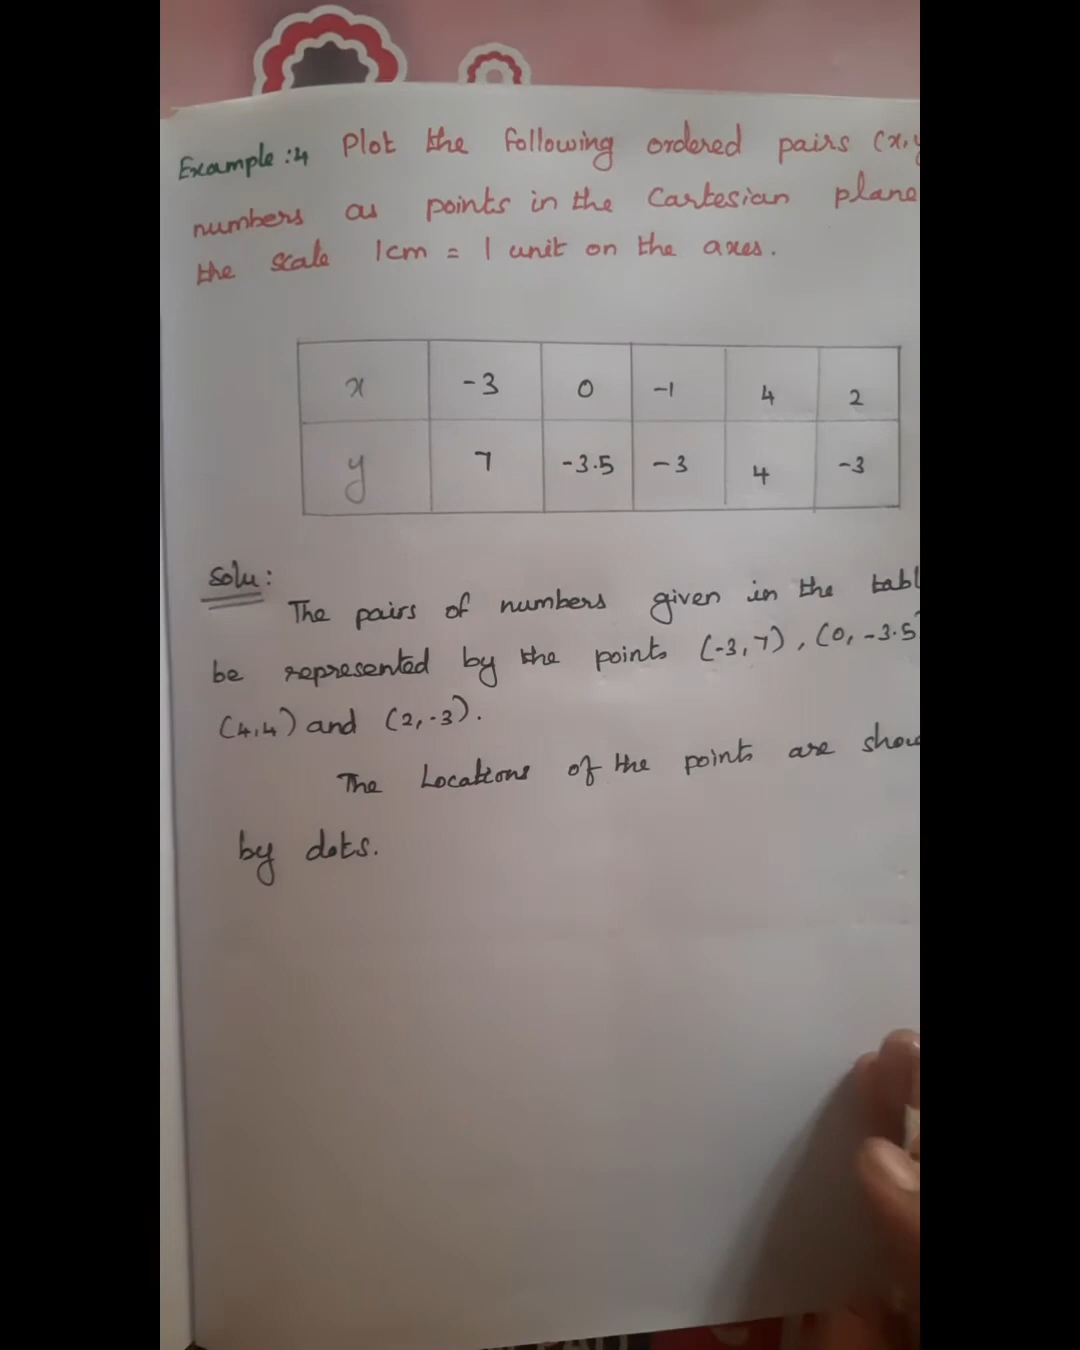 Example:4 Plot the following ordered pairs (x,y
numbers as points in the Cartesian plane
the scale 1cm = 1 unit on the axes.
x -3 0 -1 4 2
y 7 -3.5 -3 4 -3
Solu:
The pairs of numbers given in the tabl
be represented by the points (-3,7), (0, -3.5)
(4,4) and (2,-3).
The Locations of the points are show
by dots.